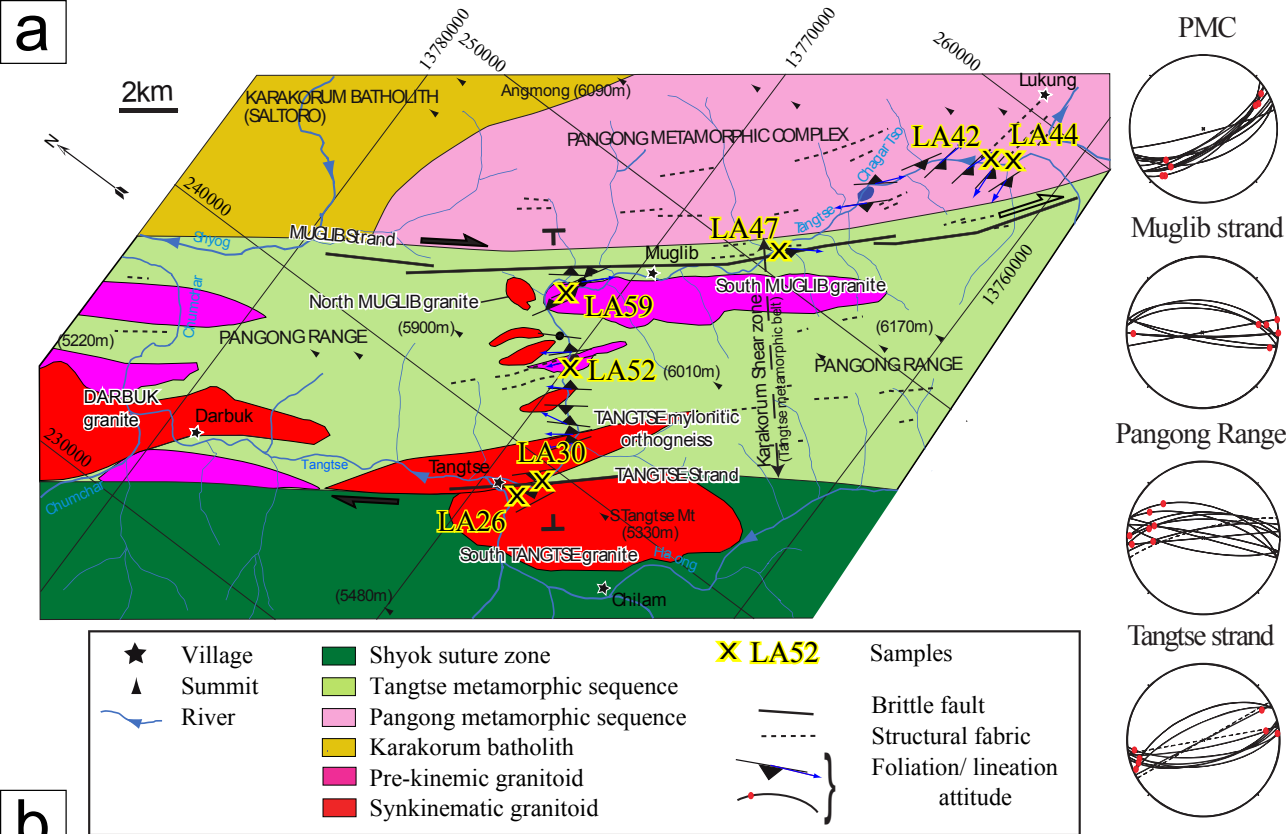 a
PMC
13780000
250000
13770000
260000
Lukung
2km
KARAKORUM BATHOLITH
(SALTORO)
Angmong (6090m)
PANGONG METAMORPHIC COMPLEX
LA42
LA44
N
Chagar Tso
240000
Muglib strand
LA47
Tangtse
MUGLIB Strand
Shyog
Muglib
13760000
North MUGLIB granite
LA59
South MUGLIB granite
Chumchar
(5220m)
PANGONG RANGE
(5900m)
(6170m)
Karakorum Shear zone
(Tangtse metamorphic belt)
PANGONG RANGE
LA52
(6010m)
DARBUK
granite
Darbuk
TANGTSE mylonitic
orthogneiss
Pangong Range
230000
LA30
Tangtse
Tangtse
TANGTSE Strand
Chumchar
LA26
S Tangtse Mt
(5330m)
South TANGTSE granite
(5480m)
Chilam
Tangtse strand
Village
Summit
River
Shyok suture zone
Tangtse metamorphic sequence
Pangong metamorphic sequence
Karakorum batholith
Pre-kinemic granitoid
Synkinematic granitoid
X LA52
Samples
Brittle fault
Structural fabric
Foliation/ lineation
attitude
b